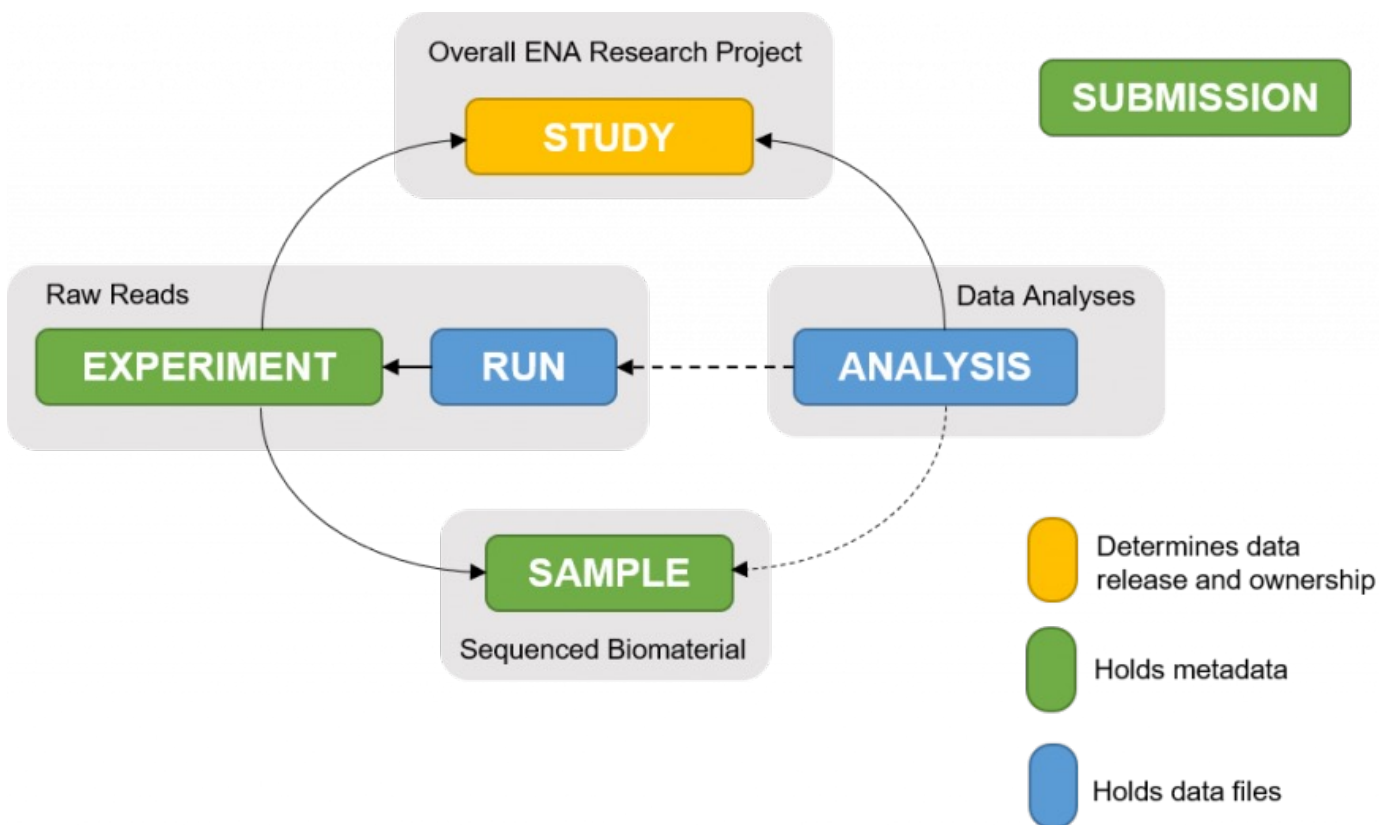 Overall ENA Research Project
STUDY
SUBMISSION
Raw Reads
EXPERIMENT
RUN
Data Analyses
ANALYSIS
SAMPLE
Sequenced Biomaterial
Determines data
release and ownership
Holds metadata
Holds data files